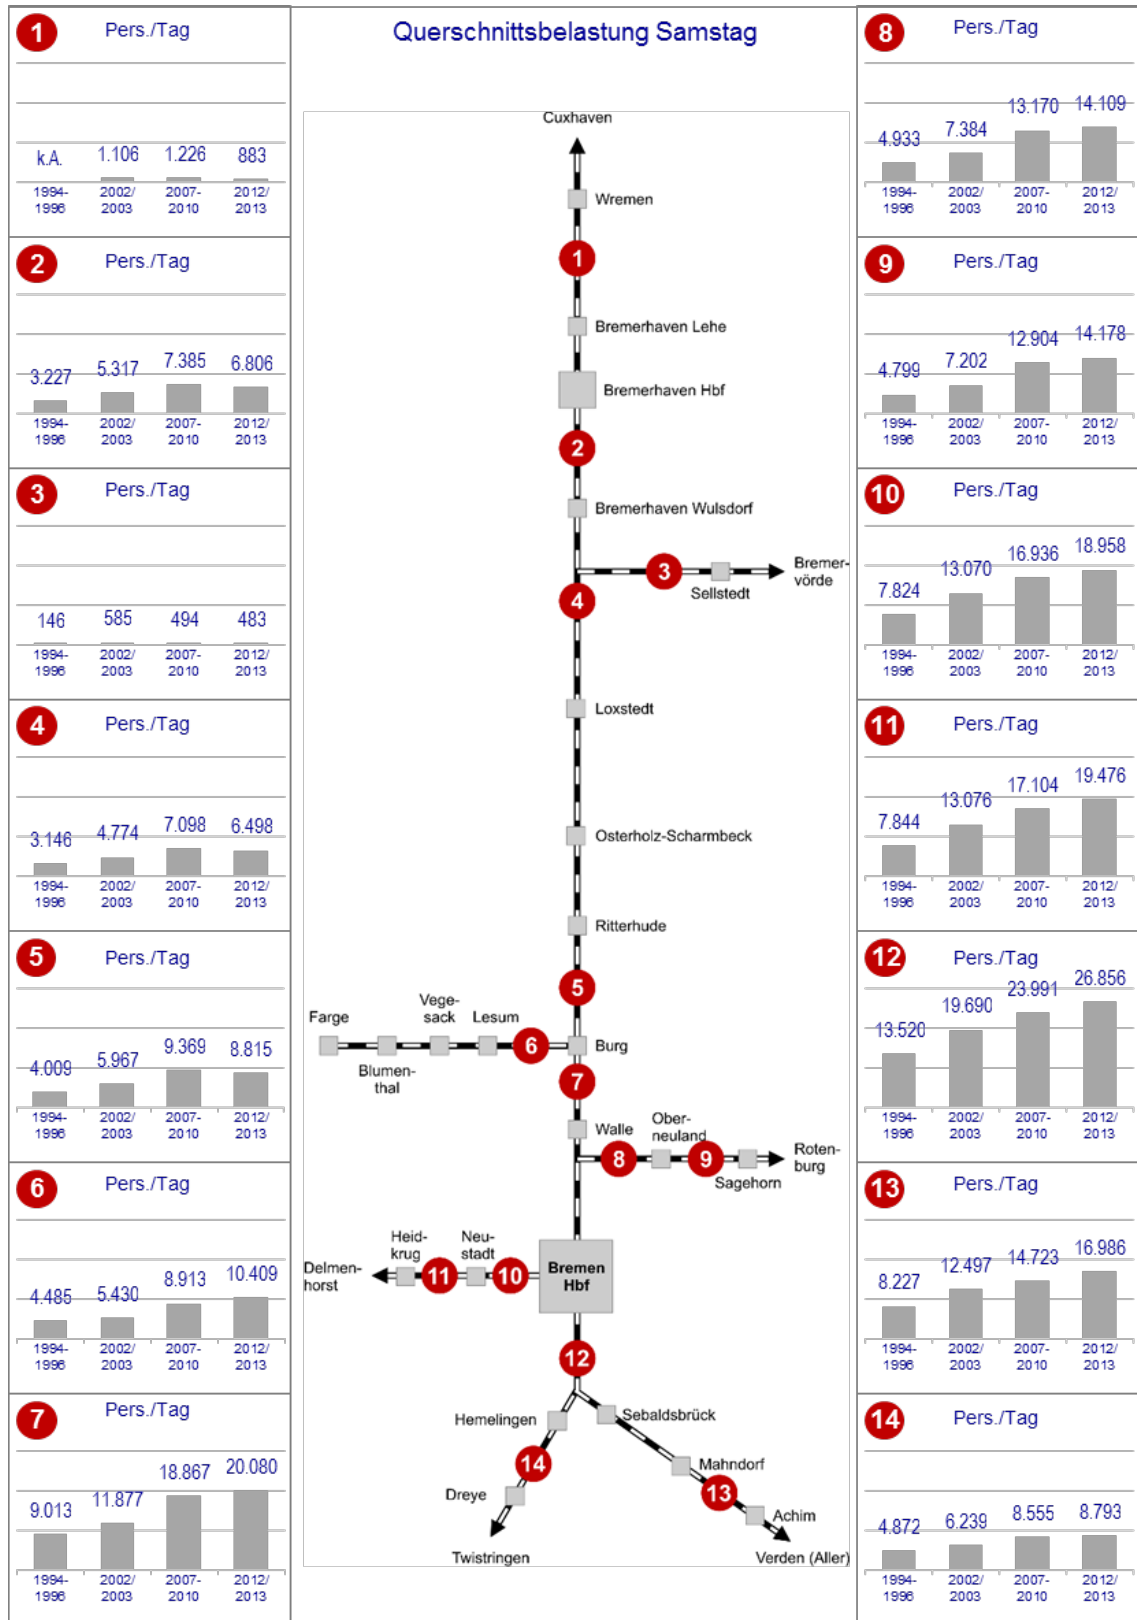 1 Pers./Tag
k.A. 1.106 1.226 883
1994- 2002/ 2007- 2012/
1996 2003 2010 2013
2 Pers./Tag
3.227 5.317 7.385 6.806
1994- 2002/ 2007- 2012/
1996 2003 2010 2013
3 Pers./Tag
146 585 494 483
1994- 2002/ 2007- 2012/
1996 2003 2010 2013
4 Pers./Tag
3.146 4.774 7.098 6.498
1994- 2002/ 2007- 2012/
1996 2003 2010 2013
5 Pers./Tag
4.009 5.967 9.369 8.815
1994- 2002/ 2007- 2012/
1996 2003 2010 2013
6 Pers./Tag
4.485 5.430 8.913 10.409
1994- 2002/ 2007- 2012/
1996 2003 2010 2013
7 Pers./Tag
9.013 11.877 18.867 20.080
1994- 2002/ 2007- 2012/
1996 2003 2010 2013
Querschnittsbelastung Samstag
Cuxhaven
Wremen
1
Bremerhaven Lehe
Bremerhaven Hbf
2
Bremerhaven Wulsdorf
3
Bremer-
vörde
Sellstedt
4
Loxstedt
Osterholz-Scharmbeck
Ritterhude
5
Farge
Vege-
sack
Lesum
6
Burg
Blumen-
thal
7
Walle
Ober-
neuland
8
9
Roten-
burg
Sagehorn
Heid-
krug
Neu-
stadt
Delmen-
horst
11
10
Bremen
Hbf
12
Hemelingen
Sebaldsbrück
14
Mahndorf
13
Dreye
Achim
Twistringen
Verden (Aller)
8 Pers./Tag
4.933 7.384 13.170 14.109
1994- 2002/ 2007- 2012/
1996 2003 2010 2013
9 Pers./Tag
4.799 7.202 12.904 14.178
1994- 2002/ 2007- 2012/
1996 2003 2010 2013
10 Pers./Tag
7.824 13.070 16.936 18.958
1994- 2002/ 2007- 2012/
1996 2003 2010 2013
11 Pers./Tag
7.844 13.076 17.104 19.476
1994- 2002/ 2007- 2012/
1996 2003 2010 2013
12 Pers./Tag
13.520 19.690 23.991 26.856
1994- 2002/ 2007- 2012/
1996 2003 2010 2013
13 Pers./Tag
8.227 12.497 14.723 16.986
1994- 2002/ 2007- 2012/
1996 2003 2010 2013
14 Pers./Tag
4.872 6.239 8.555 8.793
1994- 2002/ 2007- 2012/
1996 2003 2010 2013